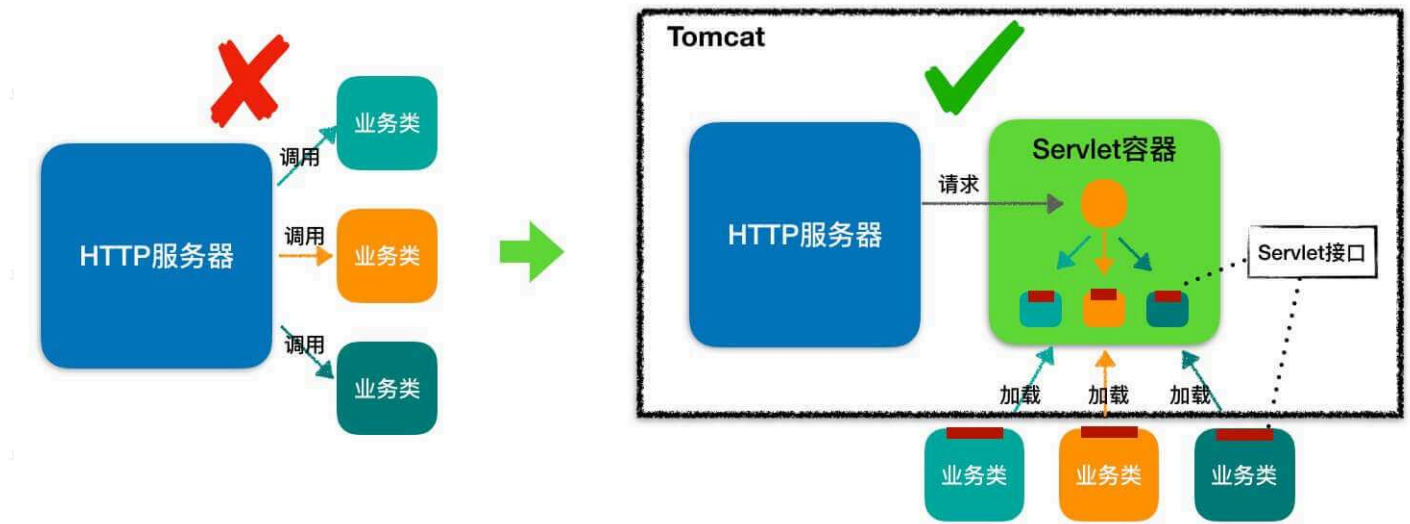 HTTP服务器
调用
业务类
调用
业务类
调用
业务类
Tomcat
HTTP服务器
请求
Servlet容器
Servlet接口
加载
加载
加载
业务类
业务类
业务类